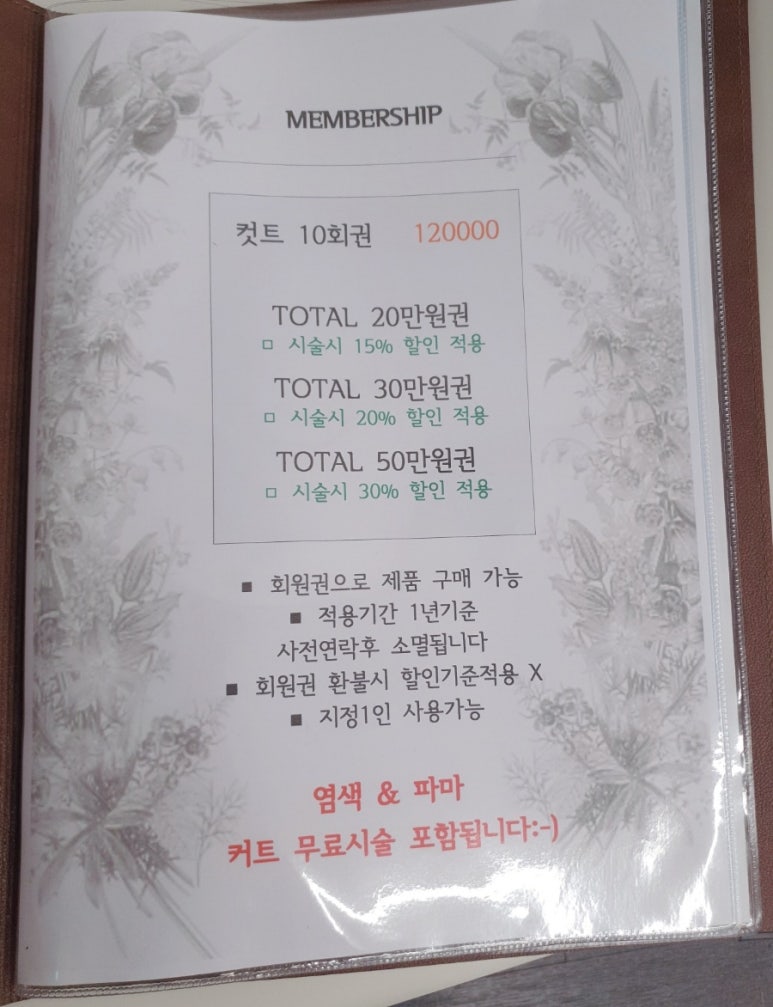 MEMBERSHIP
컷트 10회권 120000
TOTAL 20만원권
□ 시술시 15% 할인 적용
TOTAL 30만원권
□ 시술시 20% 할인 적용
TOTAL 50만원권
□ 시술시 30% 할인 적용
■ 회원권으로 제품 구매 가능
■ 적용기간 1년기준
사전연락후 소멸됩니다
■ 회원권 환불시 할인기준적용 X
■ 지정1인 사용가능
염색 & 파마
커트 무료시술 포함됩니다:-)